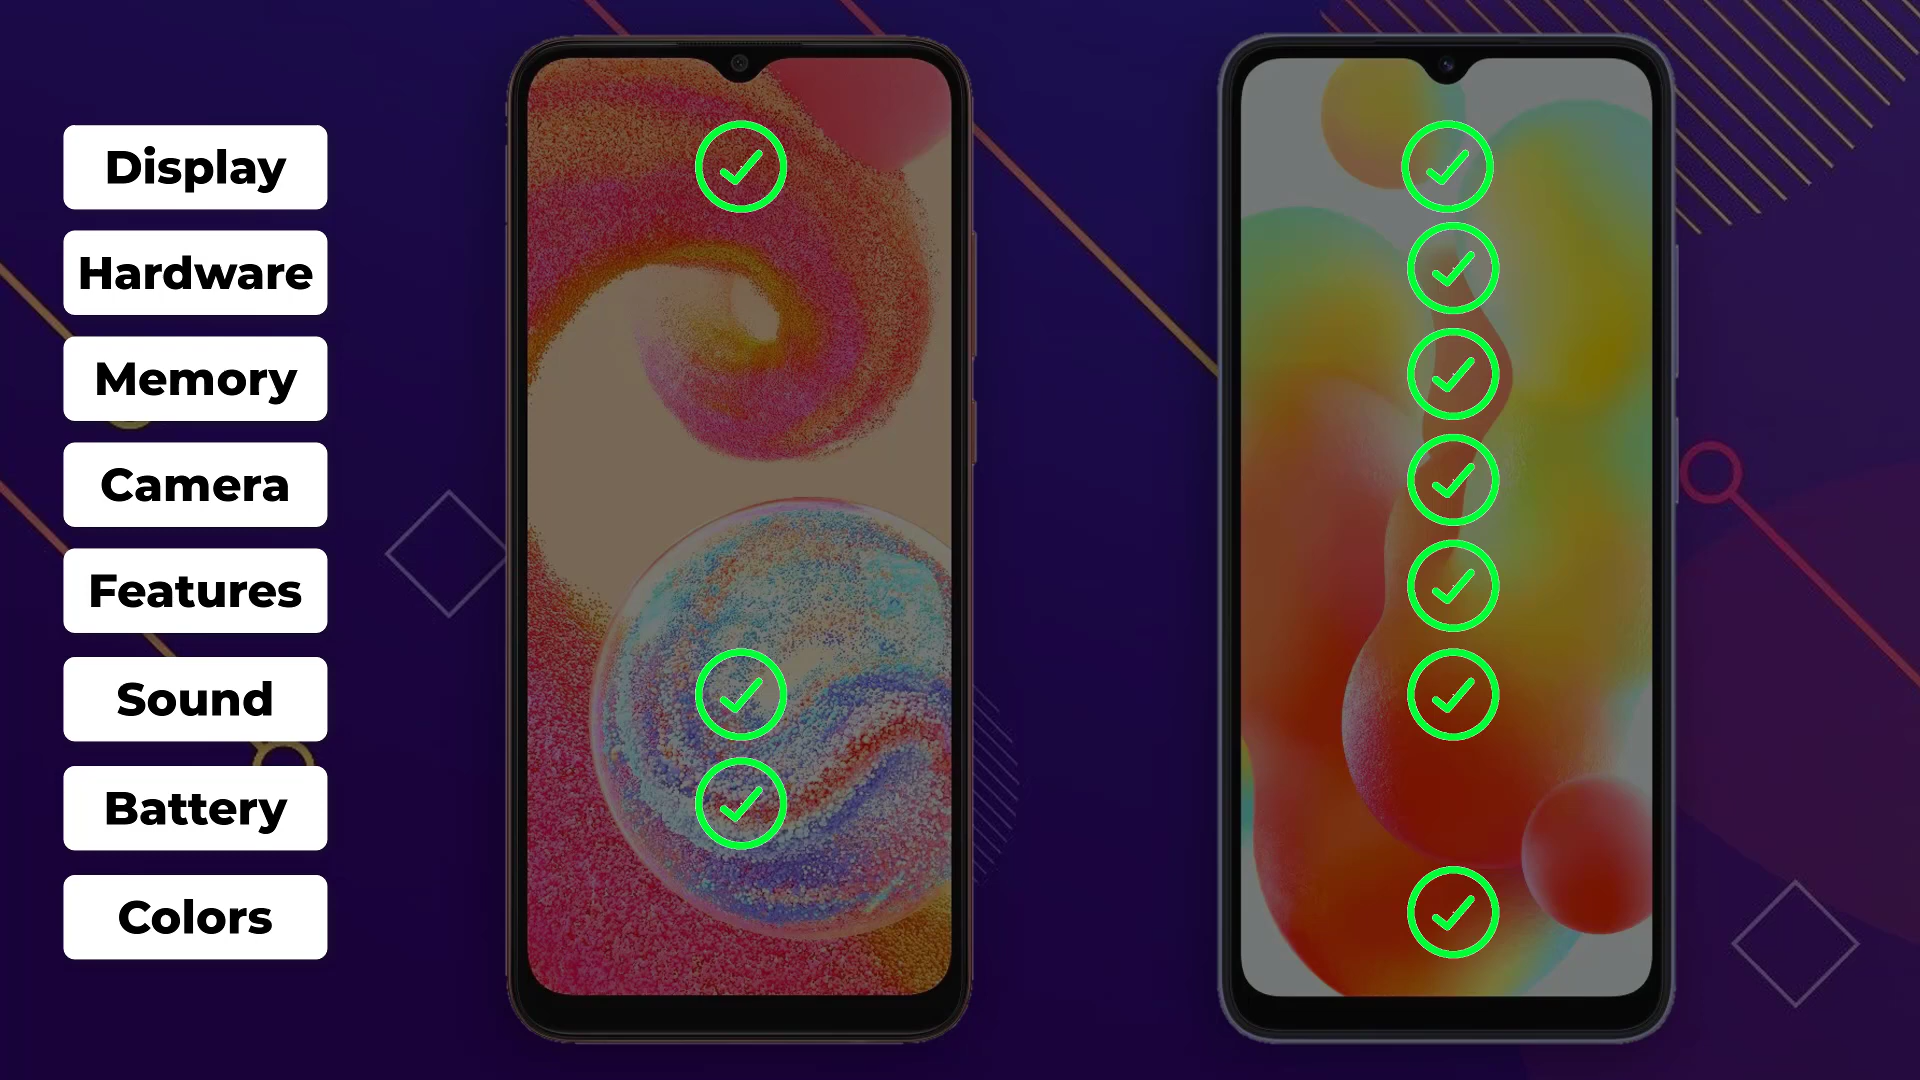 Display
Hardware
Memory
Camera
Features
Sound
Battery
Colors